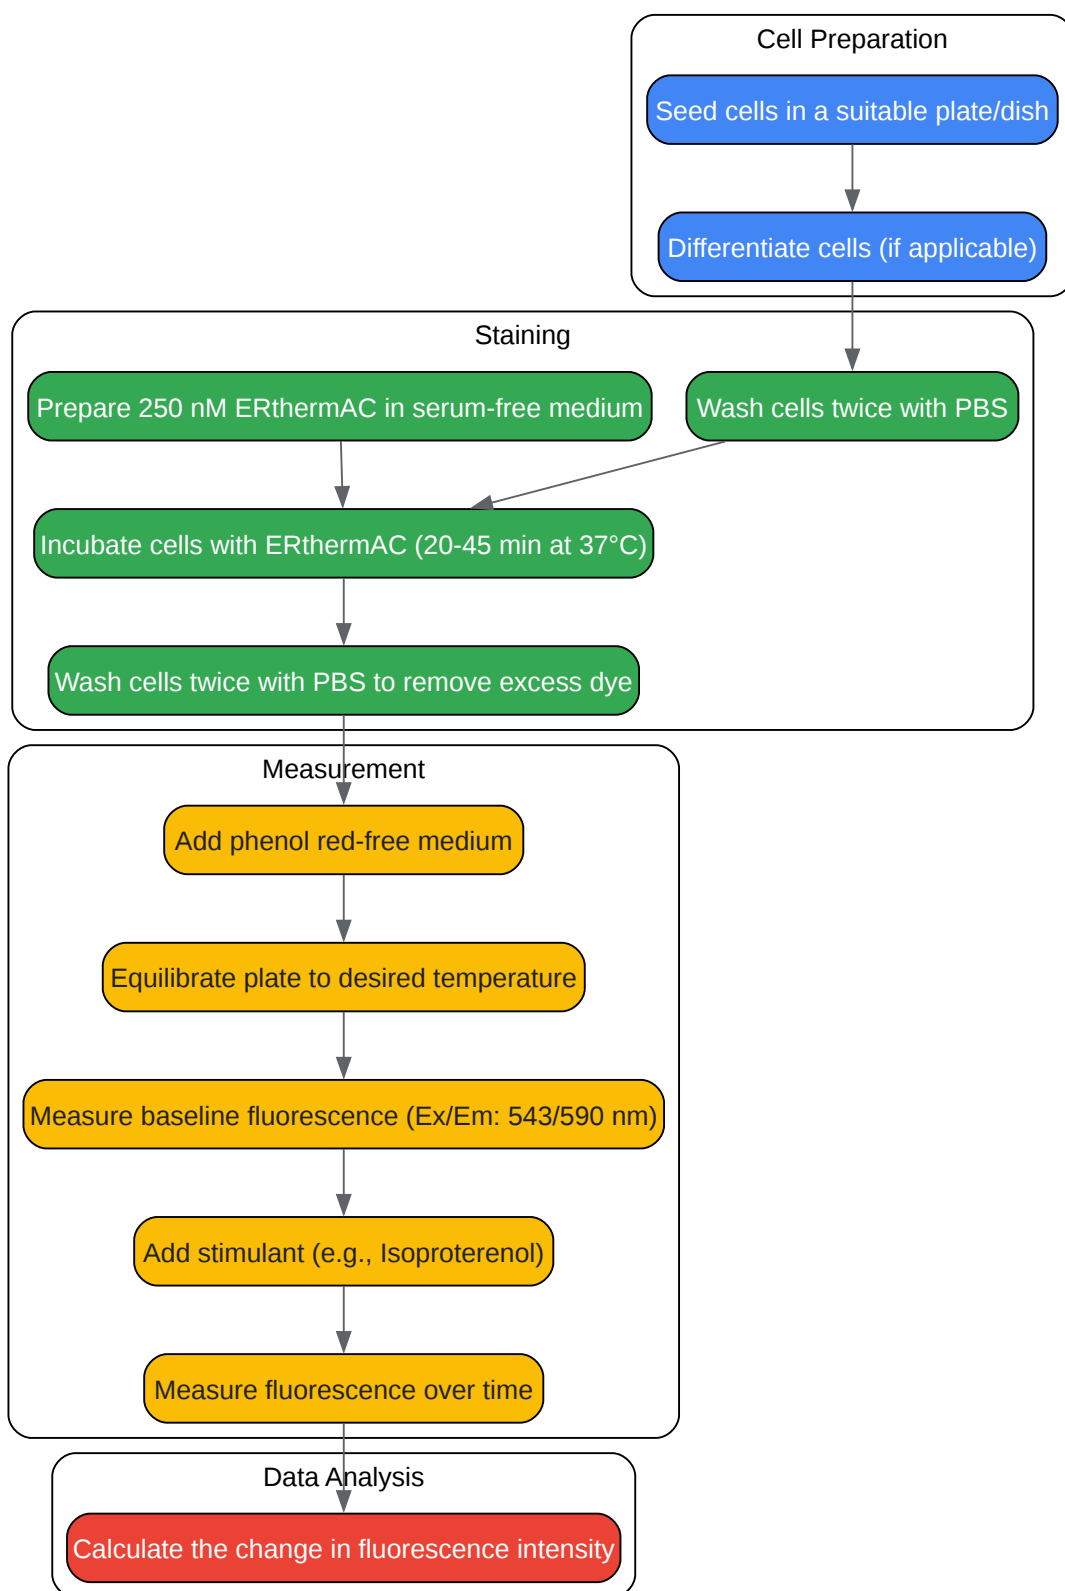 Cell Preparation
Seed cells in a suitable plate/dish
Differentiate cells (if applicable)
Staining
Prepare 250 nM ERthermAC in serum-free medium
Wash cells twice with PBS
Incubate cells with ERthermAC (20-45 min at 37°C)
Wash cells twice with PBS to remove excess dye
Measurement
Add phenol red-free medium
Equilibrate plate to desired temperature
Measure baseline fluorescence (Ex/Em: 543/590 nm)
Add stimulant (e.g., Isoproterenol)
Measure fluorescence over time
Data Analysis
Calculate the change in fluorescence intensity